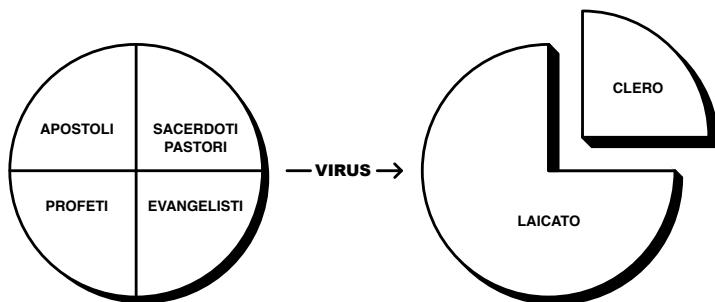 APOSTOLI
SACERDOTI
PASTORI
PROFETI
EVANGELISTI
VIRUS
CLERO
LAICATO